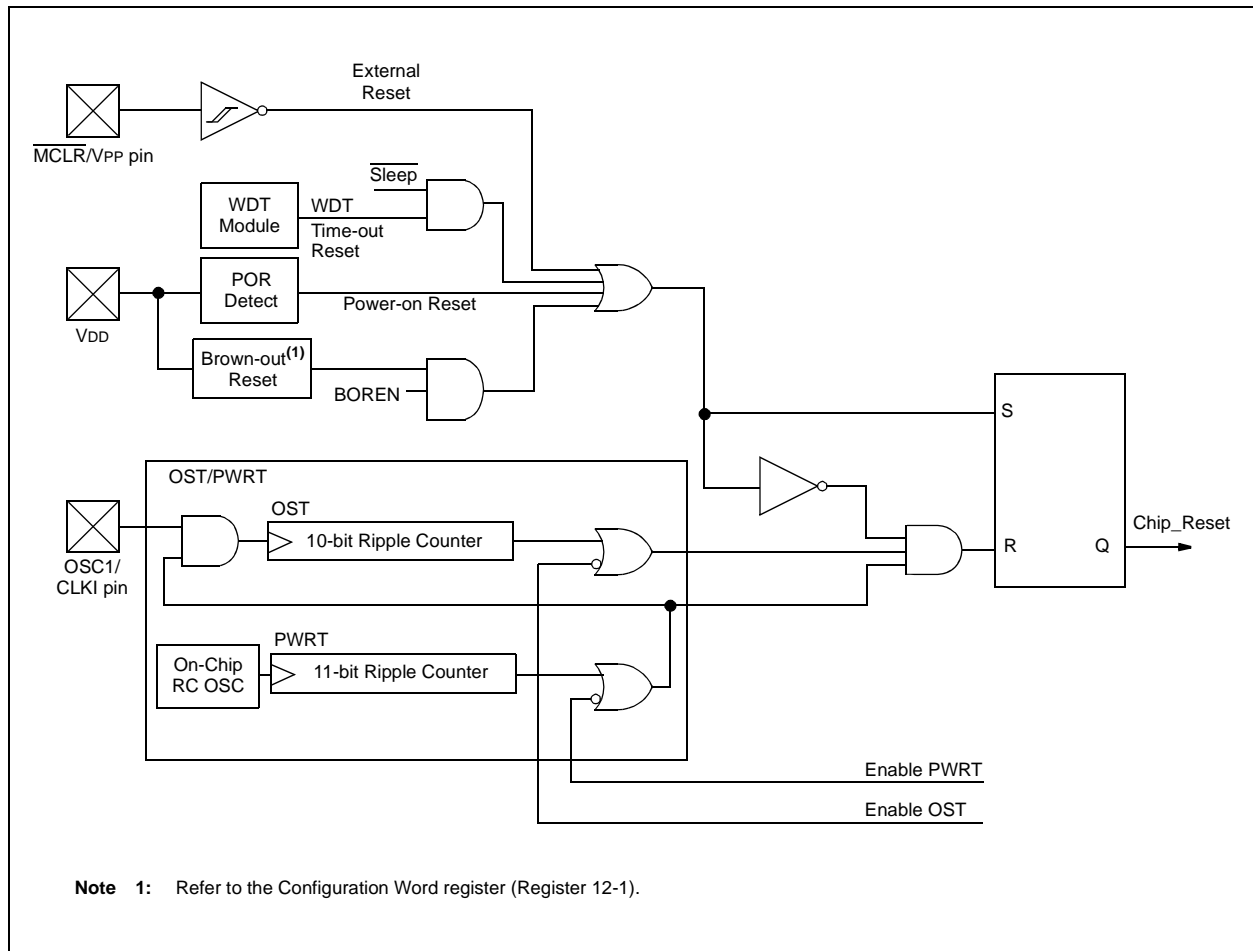 External
Reset
MCLR/VPP pin
Sleep
WDT
Module
WDT
Time-out
Reset
POR
Detect
Power-on Reset
VDD
Brown-out(1)
Reset
BOREN
S
OST/PWRT
OST
10-bit Ripple Counter
OSC1/
CLKI pin
Chip_Reset
R
Q
PWRT
On-Chip
RC OSC
11-bit Ripple Counter
Enable PWRT
Enable OST
Note 1: Refer to the Configuration Word register (Register 12-1).